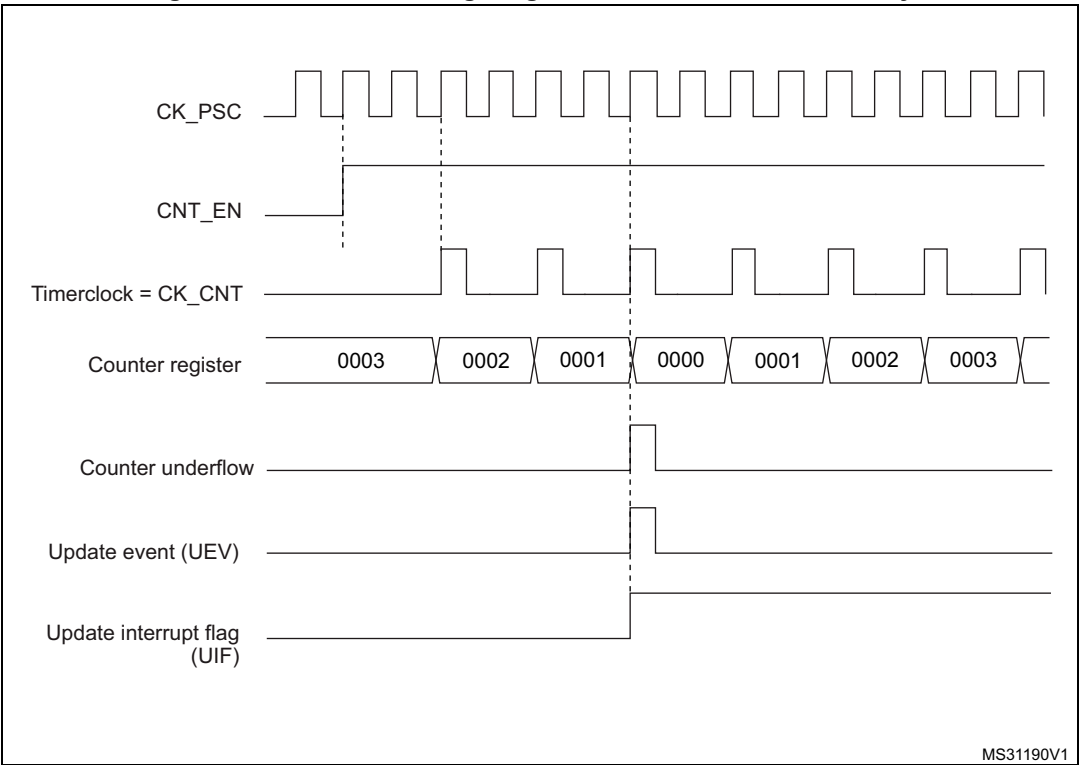 CK_PSC
CNT_EN
Timerclock = CK_CNT
Counter register
0003 0002 0001 0000 0001 0002 0003
Counter underflow
Update event (UEV)
Update interrupt flag
(UIF)
MS31190V1